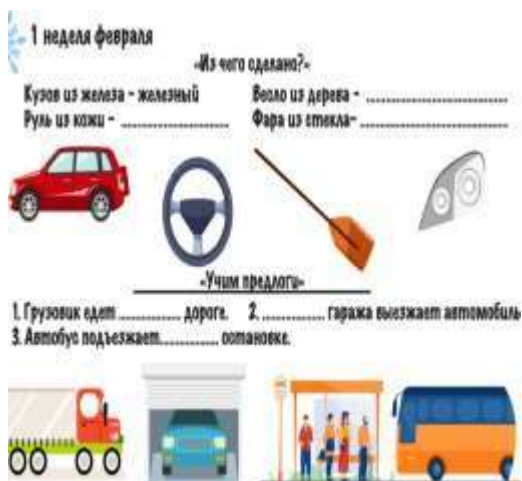 1 неделя февраля
«Из чего сделано?»
Кузов из железа - железный
Руль из кожи - ........................
Весло из дерева - ................................
Фара из стекла- ................................
«Учим предлоги»
1. Грузовик едет .............. дороге. 2. .............. гаража выезжает автомобиль
3. Автобус подъезжает.............. остановке.